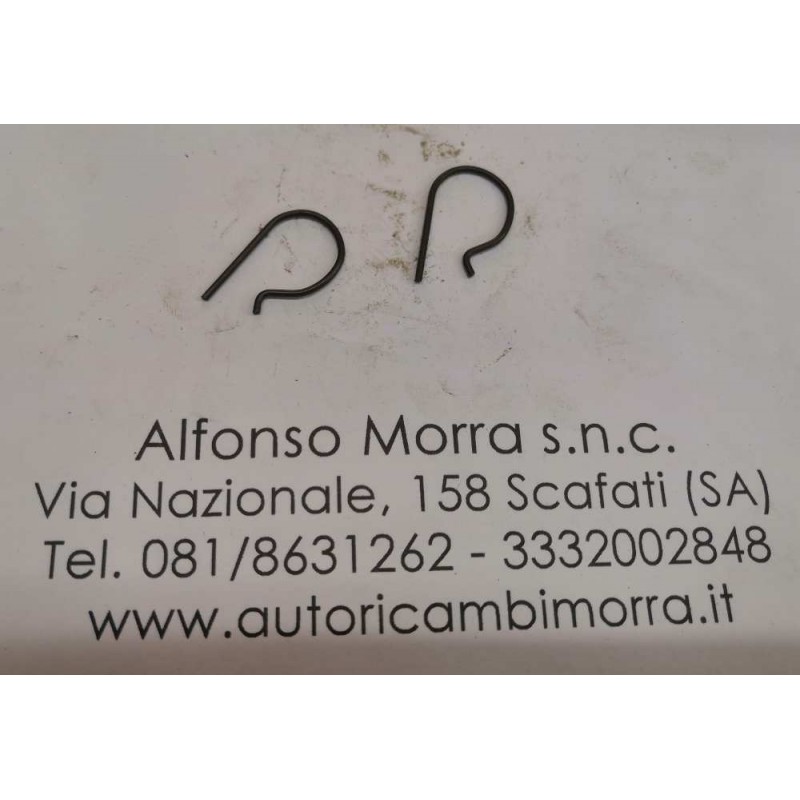 Alfonso Morra s.n.c.
Via Nazionale, 158 Scafati (SA)
Tel. 081/8631262 - 3332002848
www.autoricambimorra.it